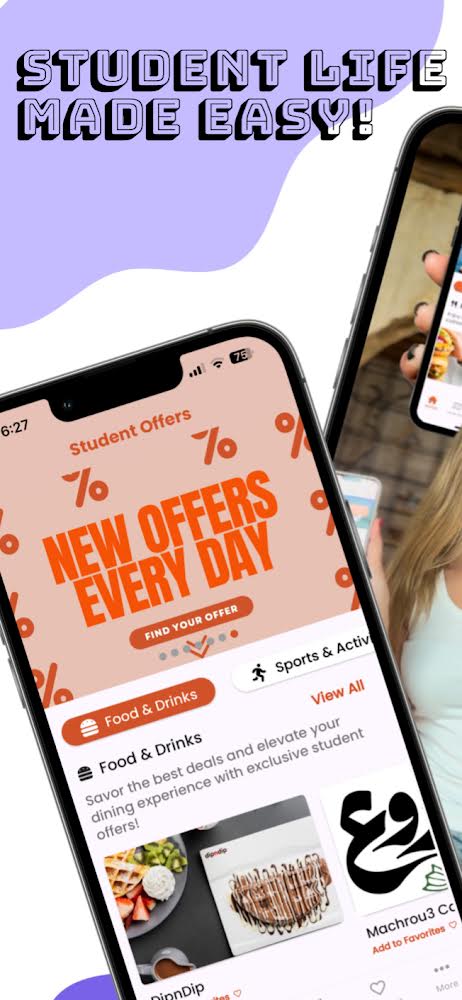 STUDENT LIFE
MADE EASY!
6:27
75
Student Offers
NEW OFFERS
EVERY DAY
FIND YOUR OFFER
Food & Drinks
Sports & Activ
Food & Drinks
View All
Savor the best deals and elevate your
dining experience with exclusive student
offers!
dipndip
DipnDip
Machrou3 Co
Add to Favorites
More